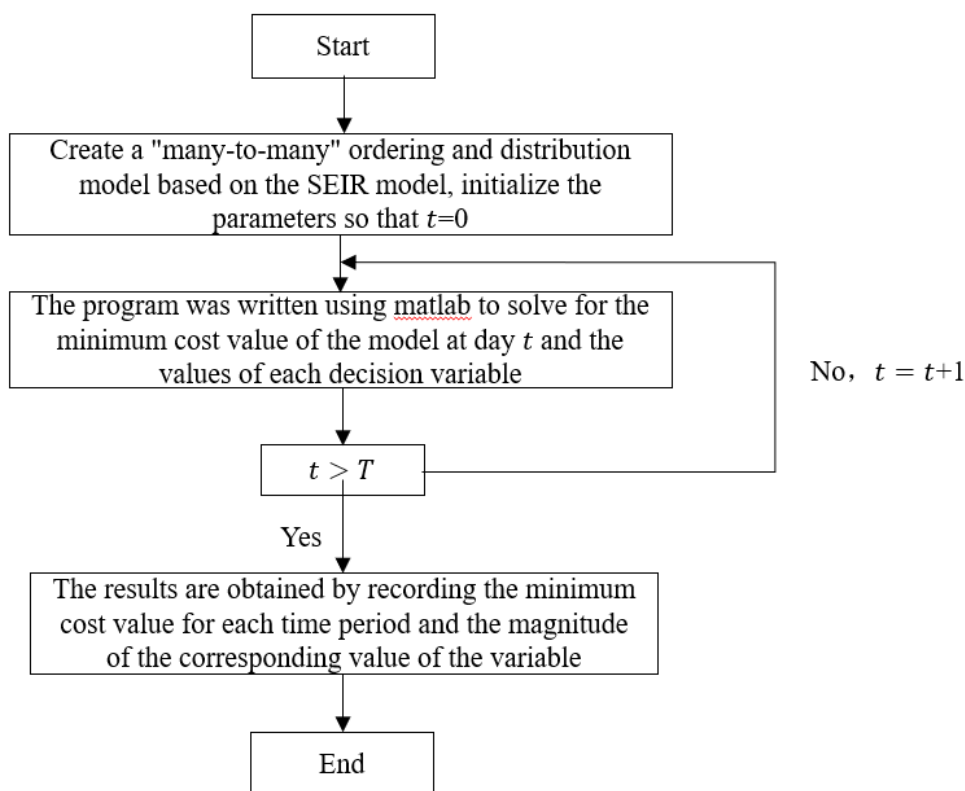 Start
Create a "many-to-many" ordering and distribution
model based on the SEIR model, initialize the
parameters so that t=0
The program was written using matlab to solve for the
minimum cost value of the model at day t and the
values of each decision variable
No，t = t+1
t > T
Yes
The results are obtained by recording the minimum
cost value for each time period and the magnitude
of the corresponding value of the variable
End